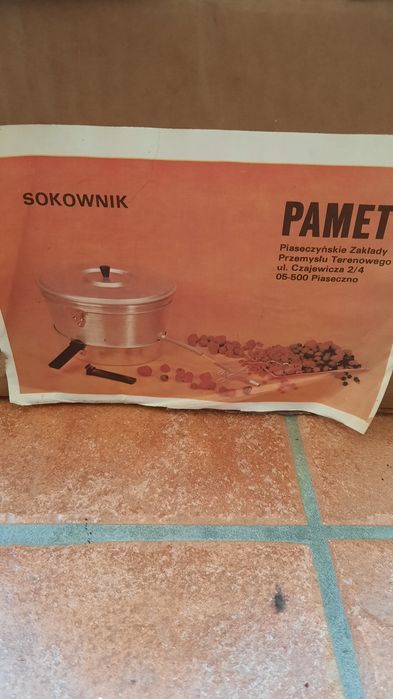 SOKOWNIK
PAMET
Piaseczyńskie Zakłady
Przemysłu Terenowego
ul. Czajewicza 2/4
05-500 Piaseczno